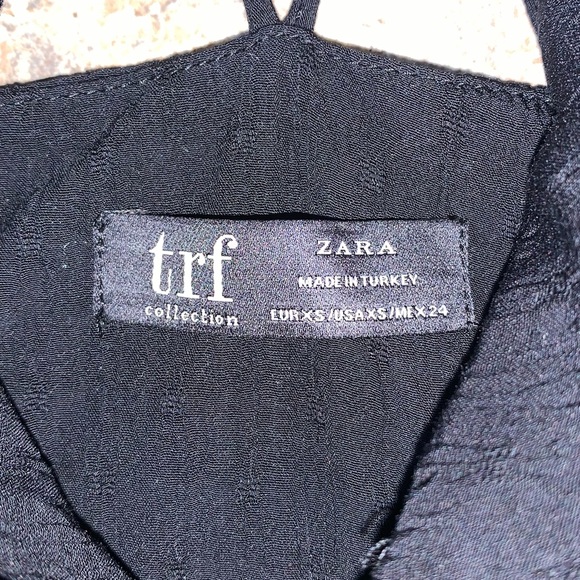 trf
collection
ZARA
MADE IN TURKEY
EUR XS/USA XS/MEX 24